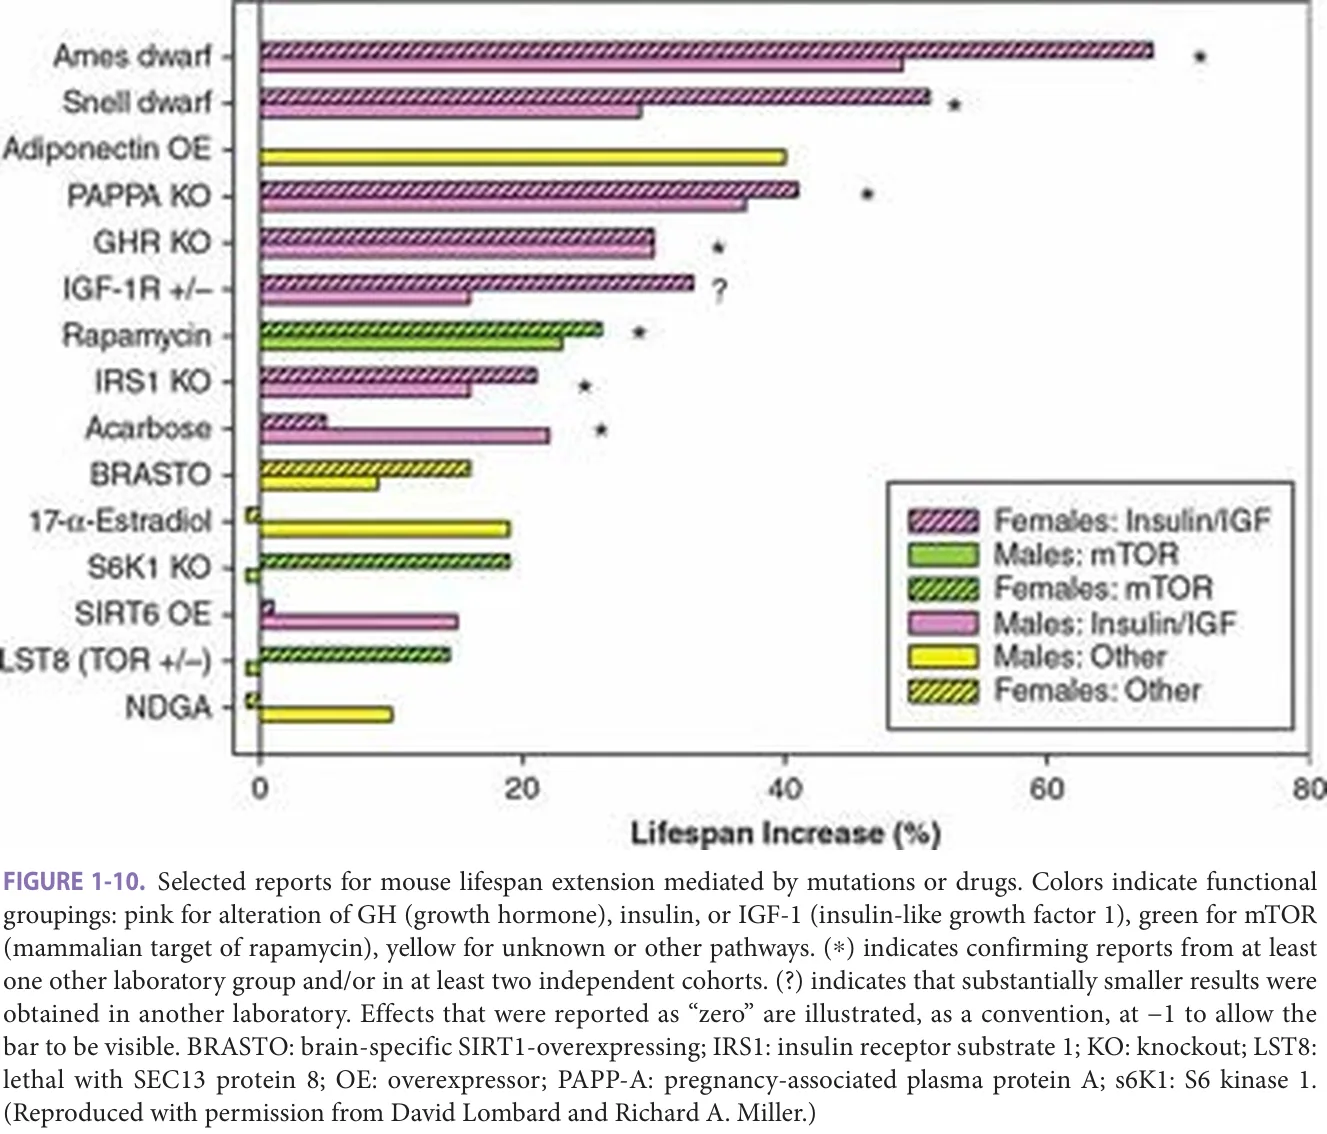 Ames dwarf
*
Snell dwarf
*
Adiponectin OE
PAPPA KO
*
GHR KO
*
IGF-1R +/–
?
Rapamycin
*
IRS1 KO
*
Acarbose
*
BRASTO
17-α-Estradiol
S6K1 KO
SIRT6 OE
LST8 (TOR +/–)
NDGA
Females: Insulin/IGF
Males: mTOR
Females: mTOR
Males: Insulin/IGF
Males: Other
Females: Other
0 20 40 60 80
Lifespan Increase (%)
FIGURE 1-10. Selected reports for mouse lifespan extension mediated by mutations or drugs. Colors indicate functional
groupings: pink for alteration of GH (growth hormone), insulin, or IGF-1 (insulin-like growth factor 1), green for mTOR
(mammalian target of rapamycin), yellow for unknown or other pathways. (*) indicates confirming reports from at least
one other laboratory group and/or in at least two independent cohorts. (?) indicates that substantially smaller results were
obtained in another laboratory. Effects that were reported as “zero” are illustrated, as a convention, at −1 to allow the
bar to be visible. BRASTO: brain-specific SIRT1-overexpressing; IRS1: insulin receptor substrate 1; KO: knockout; LST8:
lethal with SEC13 protein 8; OE: overexpressor; PAPP-A: pregnancy-associated plasma protein A; s6K1: S6 kinase 1.
(Reproduced with permission from David Lombard and Richard A. Miller.)